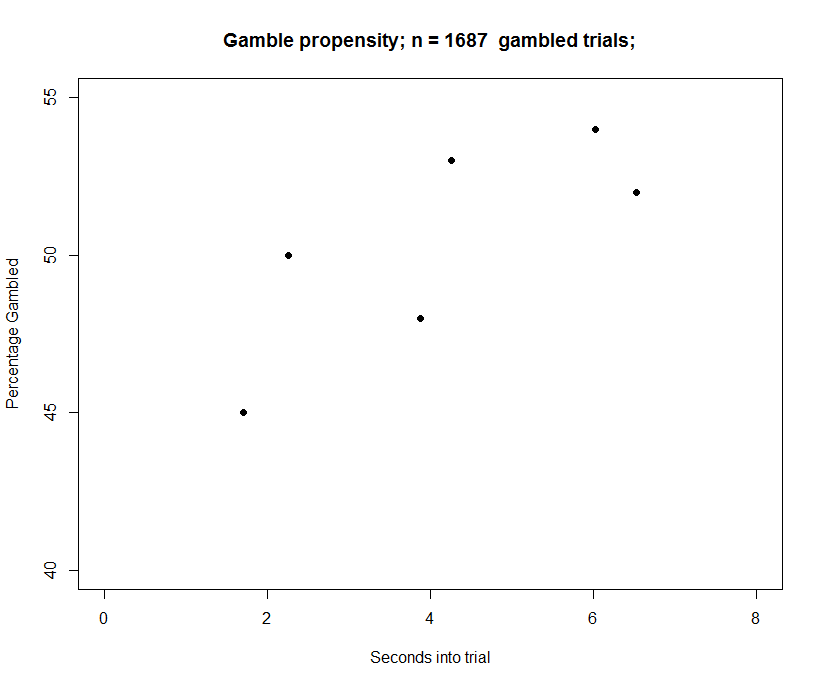 Gamble propensity; n = 1687  gambled trials;
55
50
45
40
Percentage Gambled
0 2 4 6 8
Seconds into trial